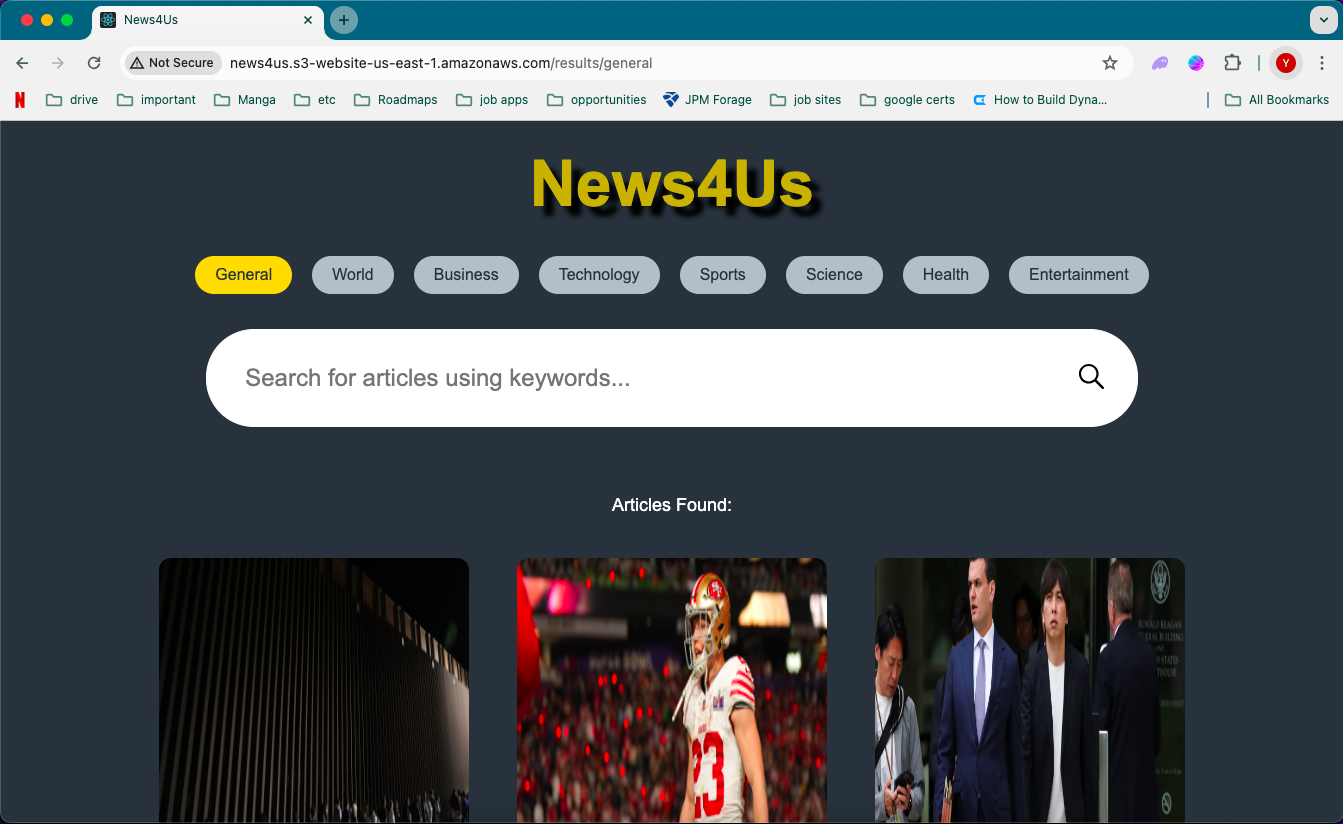 News4Us
Not Secure news4us.s3-website-us-east-1.amazonaws.com/results/general Y
N drive important Manga etc Roadmaps job apps opportunities JPM Forage job sites google certs How to Build Dyna... All Bookmarks
News4Us
General World Business Technology Sports Science Health Entertainment
Search for articles using keywords...
Articles Found:
23